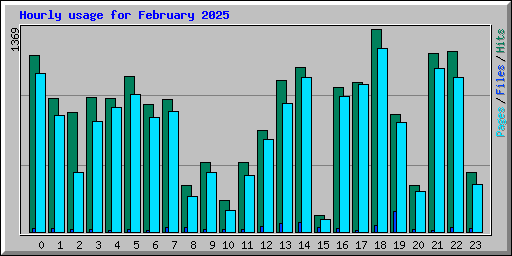 Hourly usage for February 2025
1369
Pages/Files/Hits
0 1 2 3 4 5 6 7 8 9 10 11 12 13 14 15 16 17 18 19 20 21 22 23